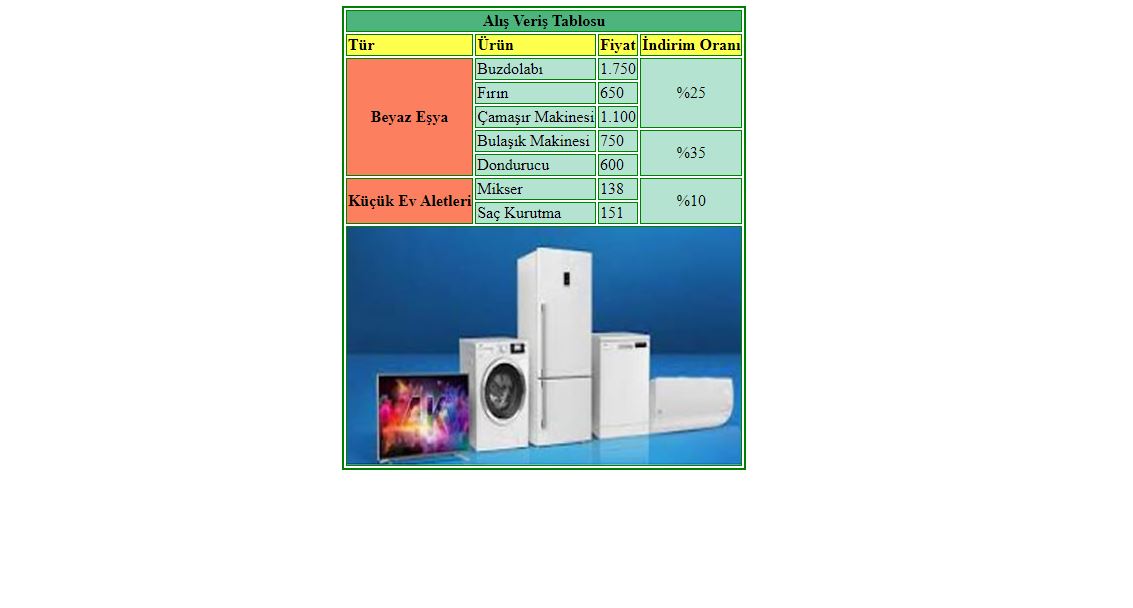 Alış Veriş Tablosu
Tür Ürün Fiyat İndirim Oranı
Beyaz Eşya Buzdolabı 1.750 %25
Fırın 650
Çamaşır Makinesi 1.100
Bulaşık Makinesi 750 %35
Dondurucu 600
Küçük Ev Aletleri Mikser 138 %10
Saç Kurutma 151
4K